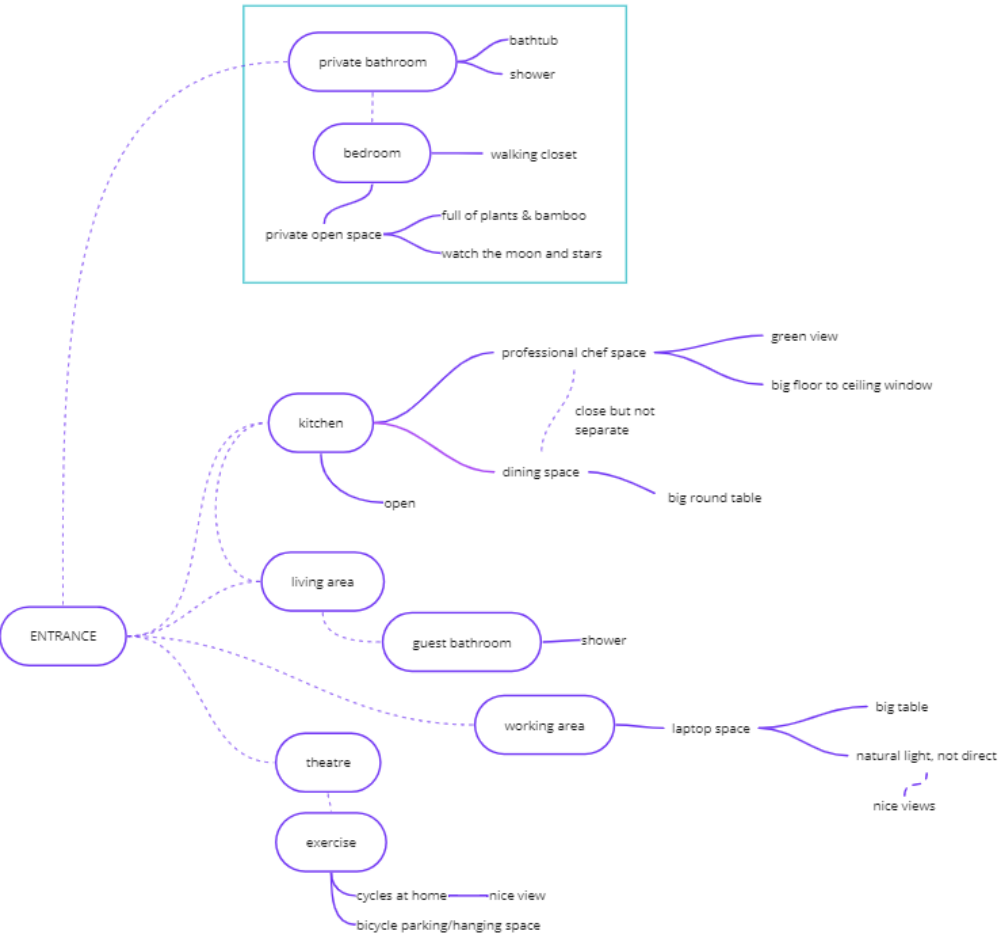 private bathroom
bathtub
shower
bedroom
walking closet
private open space
full of plants & bamboo
watch the moon and stars
professional chef space
green view
big floor to ceiling window
kitchen
close but not
separate
dining space
big round table
open
living area
ENTRANCE
guest bathroom
shower
working area
laptop space
big table
natural light, not direct
nice views
theatre
exercise
cycles at home
nice view
bicycle parking/hanging space